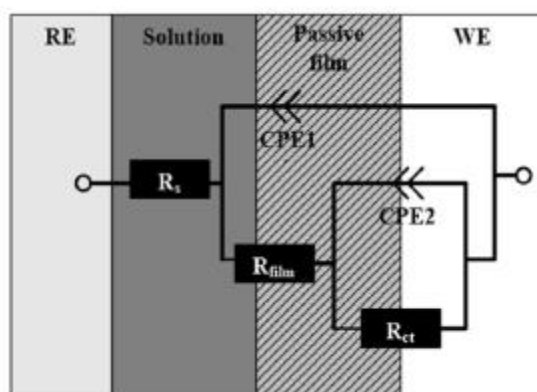 RE
Solution
Passive
film
WE
CPE1
Rs
CPE2
Rfilm
Rct